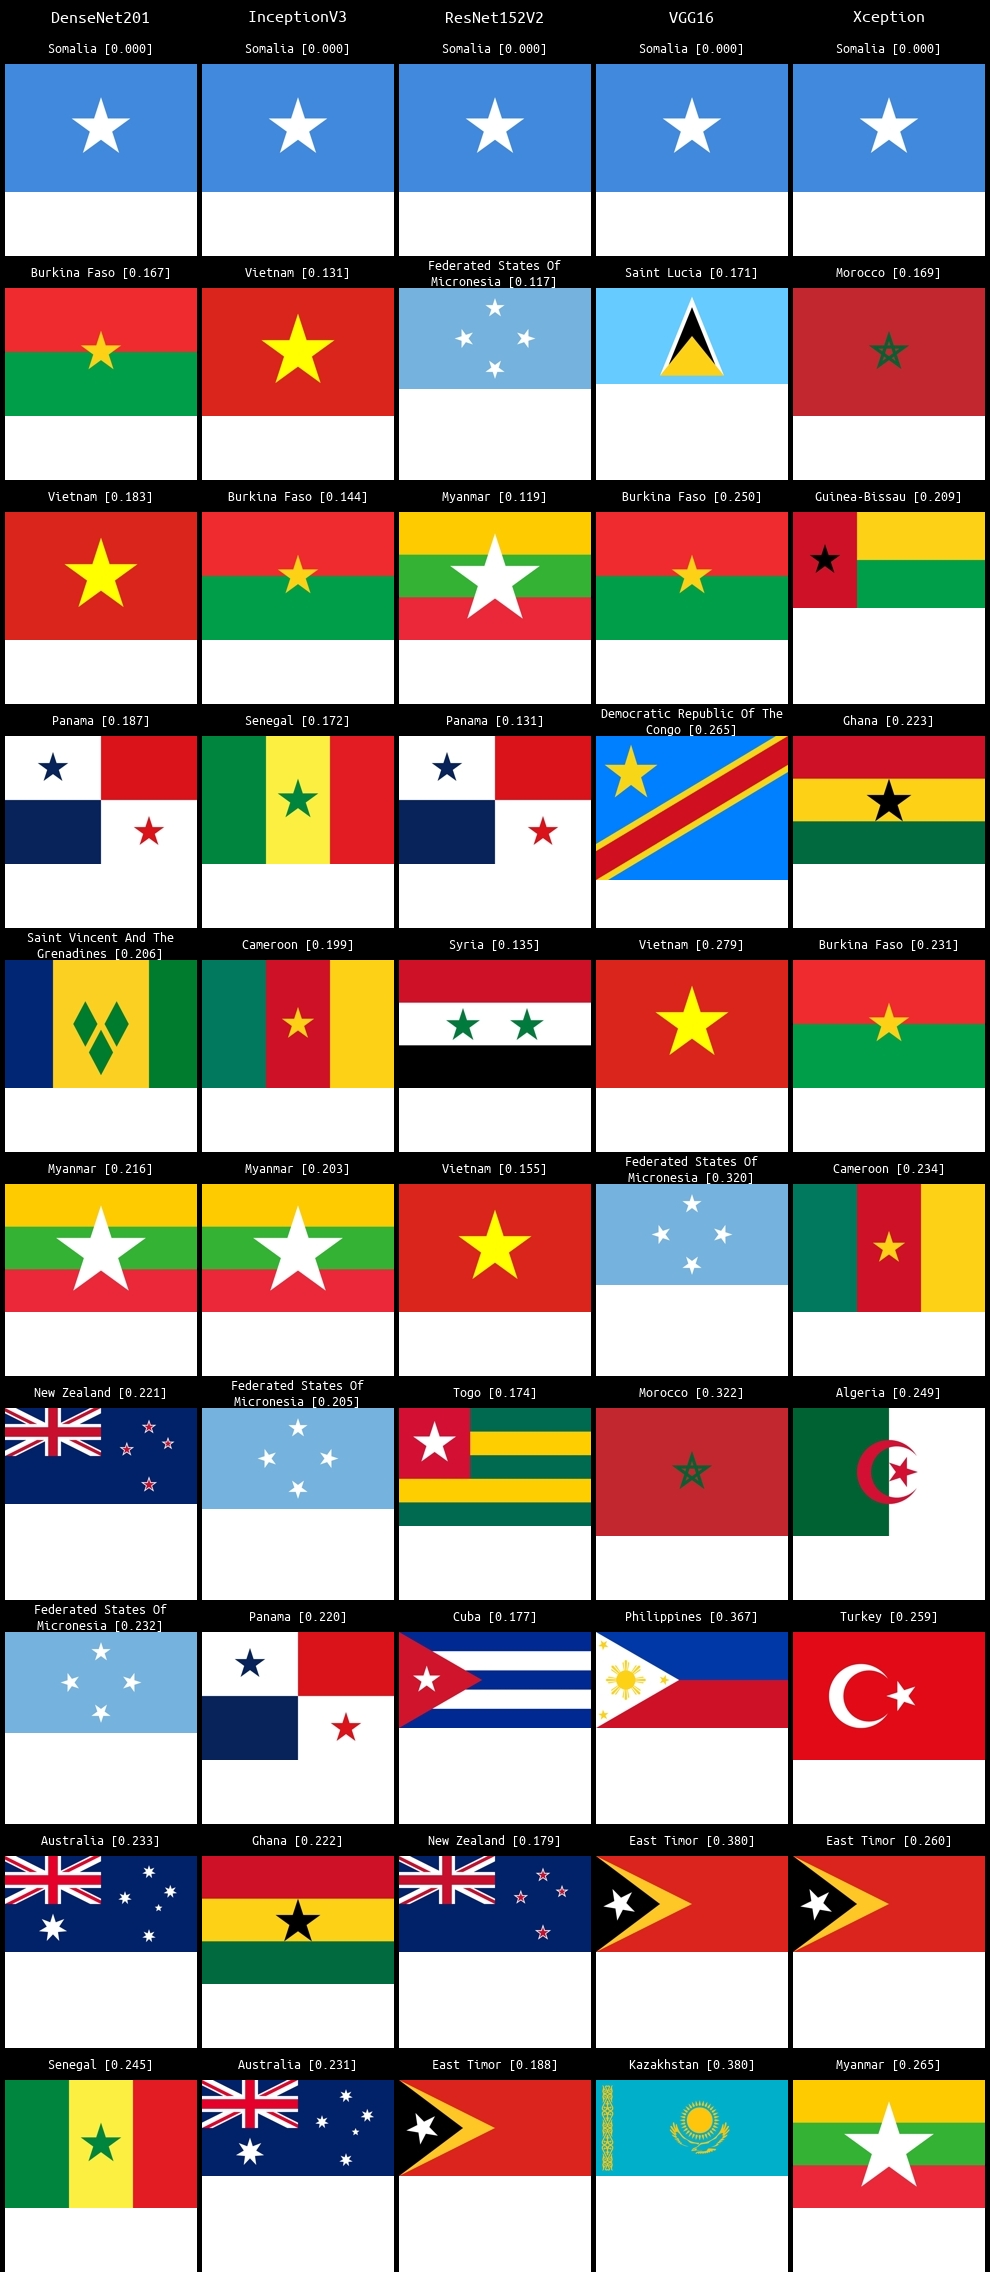 DenseNet201 InceptionV3 ResNet152V2 VGG16 Xception
Somalia [0.000] Somalia [0.000] Somalia [0.000] Somalia [0.000] Somalia [0.000]
Burkina Faso [0.167] Vietnam [0.131] Federated States Of Micronesia [0.117] Saint Lucia [0.171] Morocco [0.169]
Vietnam [0.183] Burkina Faso [0.144] Myanmar [0.119] Burkina Faso [0.250] Guinea-Bissau [0.209]
Panama [0.187] Senegal [0.172] Panama [0.131] Democratic Republic Of The Congo [0.265] Ghana [0.223]
Saint Vincent And The Grenadines [0.206] Cameroon [0.199] Syria [0.135] Vietnam [0.279] Burkina Faso [0.231]
Myanmar [0.216] Myanmar [0.203] Vietnam [0.155] Federated States Of Micronesia [0.320] Cameroon [0.234]
New Zealand [0.221] Federated States Of Micronesia [0.205] Togo [0.174] Morocco [0.322] Algeria [0.249]
Federated States Of Micronesia [0.232] Panama [0.220] Cuba [0.177] Philippines [0.367] Turkey [0.259]
Australia [0.233] Ghana [0.222] New Zealand [0.179] East Timor [0.380] East Timor [0.260]
Senegal [0.245] Australia [0.231] East Timor [0.188] Kazakhstan [0.380] Myanmar [0.265]